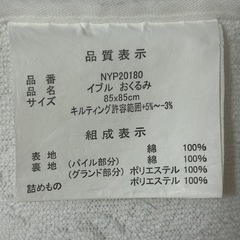 品質表示
品番 NYP20180
品名 イブル おくるみ
サイズ 85x85cm
キルティング許容範囲+5%~-3%
組成表示
表地 綿 100%
裏地 (パイル部分) 綿 100%
(グランド部分) ポリエステル 100%
詰めもの ポリエステル 100%